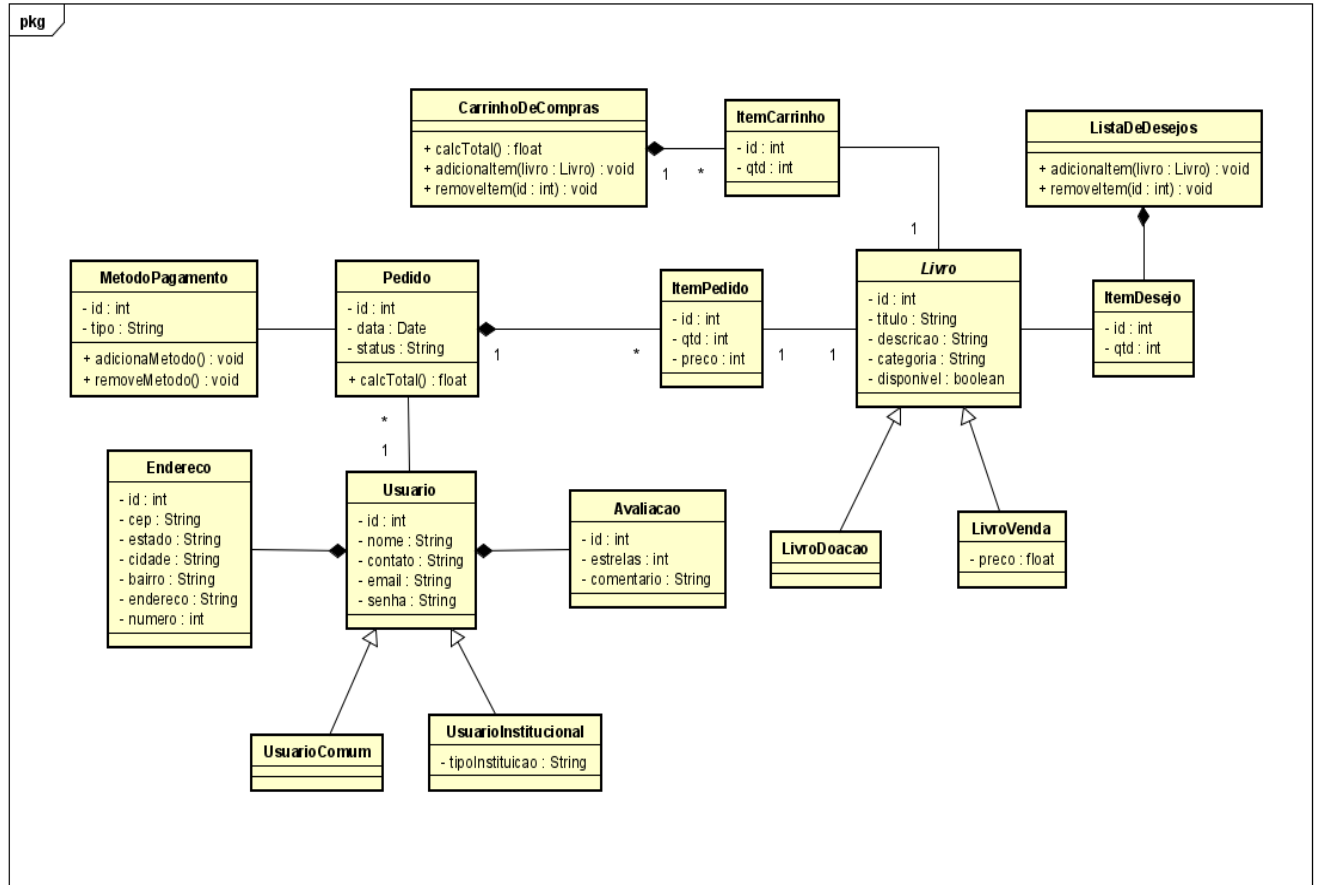 pkg
CarrinhoDeCompras
+ calcTotal() : float
+ adicionaItem(livro : Livro) : void
+ removeItem(id : int) : void
1
*
ItemCarrinho
- id : int
- qtd : int
1
ListaDeDesejos
+ adicionaItem(livro : Livro) : void
+ removeItem(id : int) : void
MetodoPagamento
- id : int
- tipo : String
+ adicionaMetodo() : void
+ removeMetodo() : void
Pedido
- id : int
- data : Date
- status : String
+ calcTotal() : float
1
*
ItemPedido
- id : int
- qtd : int
- preco : int
1
1
Livro
- id : int
- titulo : String
- descricao : String
- categoria : String
- disponivel : boolean
ItemDesejo
- id : int
- qtd : int
*
1
Endereco
- id : int
- cep : String
- estado : String
- cidade : String
- bairro : String
- endereco : String
- numero : int
Usuario
- id : int
- nome : String
- contato : String
- email : String
- senha : String
Avaliacao
- id : int
- estrelas : int
- comentario : String
LivroDoacao
LivroVenda
- preco : float
UsuarioComum
UsuarioInstitucional
- tipoInstituicao : String